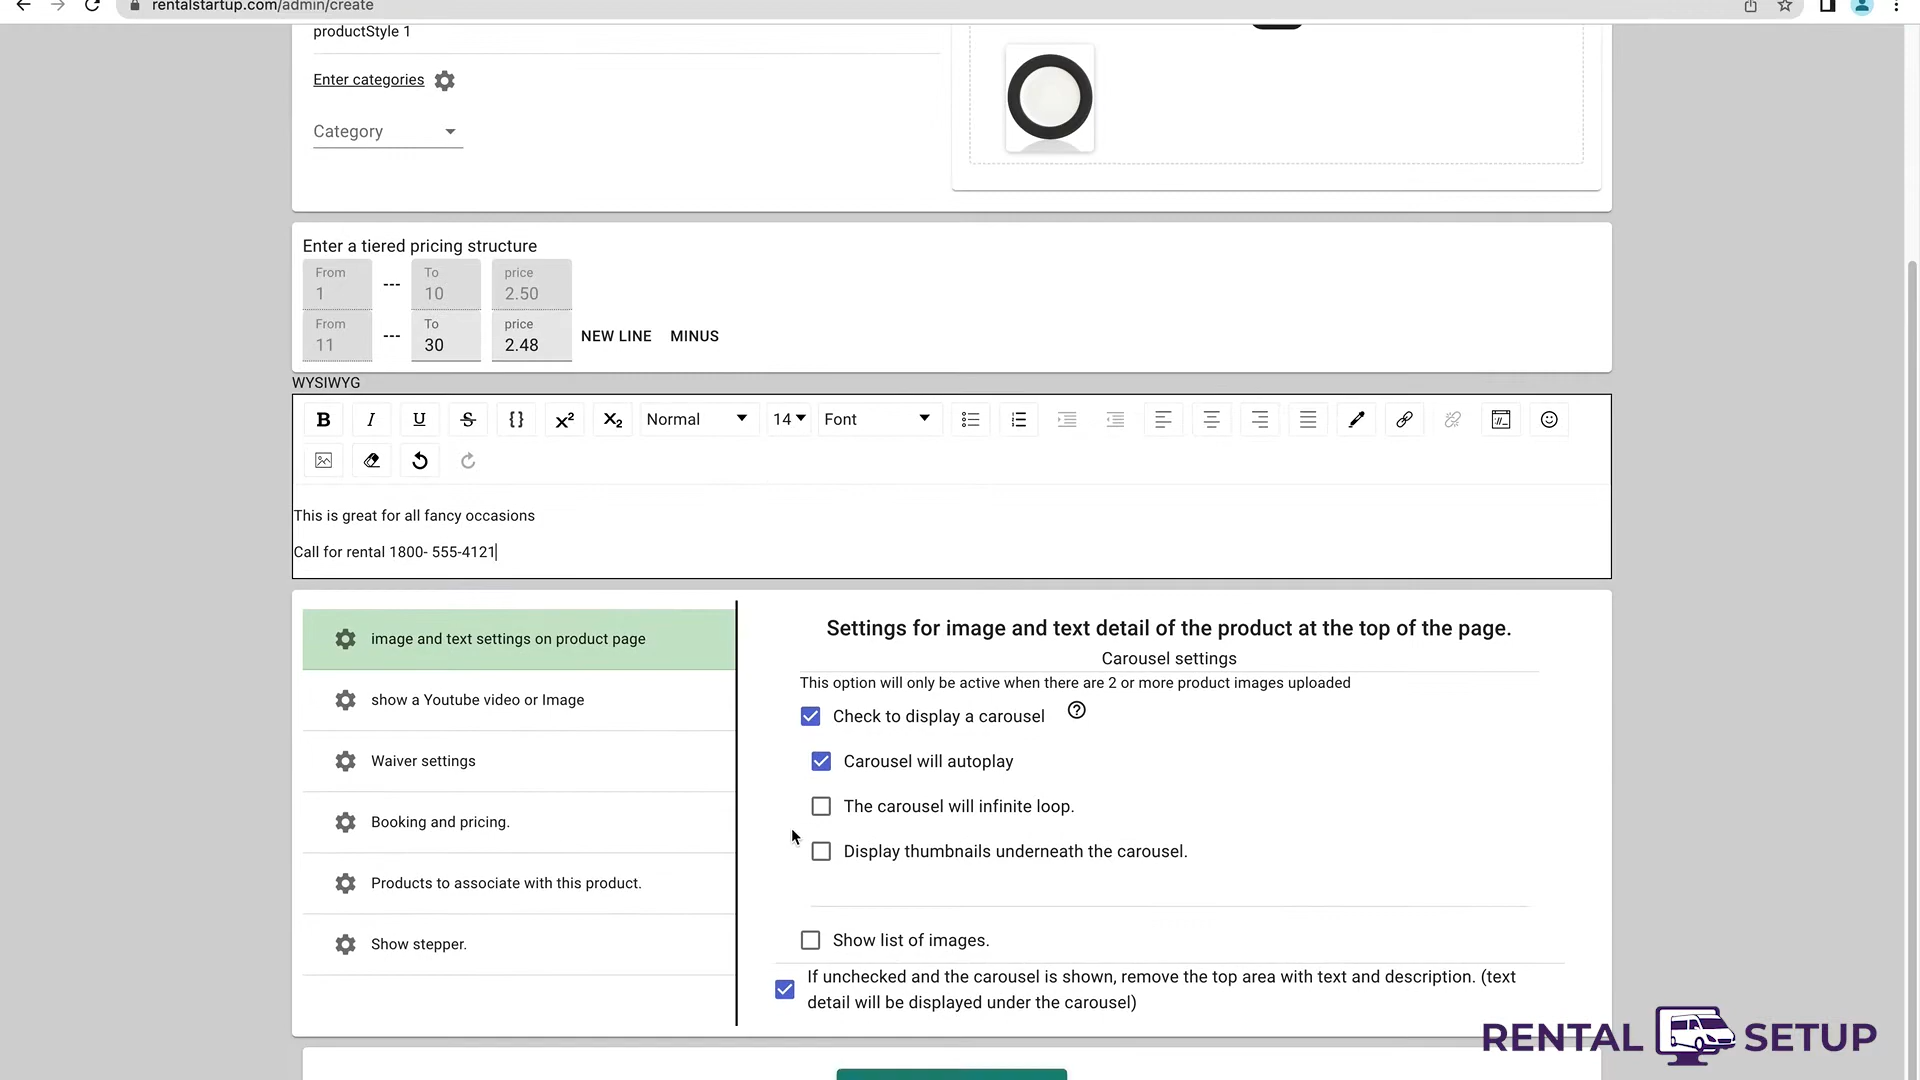 rentalstartup.com/admin/create
productStyle 1
Enter categories
Category
Enter a tiered pricing structure
From To price
1 --- 10 2.50
From To price
11 --- 30 2.48 NEW LINE MINUS
WYSIWYG
B I U S {} X² X₂ Normal 14 Font
This is great for all fancy occasions
Call for rental 1800- 555-4121
image and text settings on product page
show a Youtube video or Image
Waiver settings
Booking and pricing.
Products to associate with this product.
Show stepper.
Settings for image and text detail of the product at the top of the page.
Carousel settings
This option will only be active when there are 2 or more product images uploaded
Check to display a carousel
Carousel will autoplay
The carousel will infinite loop.
Display thumbnails underneath the carousel.
Show list of images.
If unchecked and the carousel is shown, remove the top area with text and description. (text
detail will be displayed under the carousel)
RENTAL SETUP